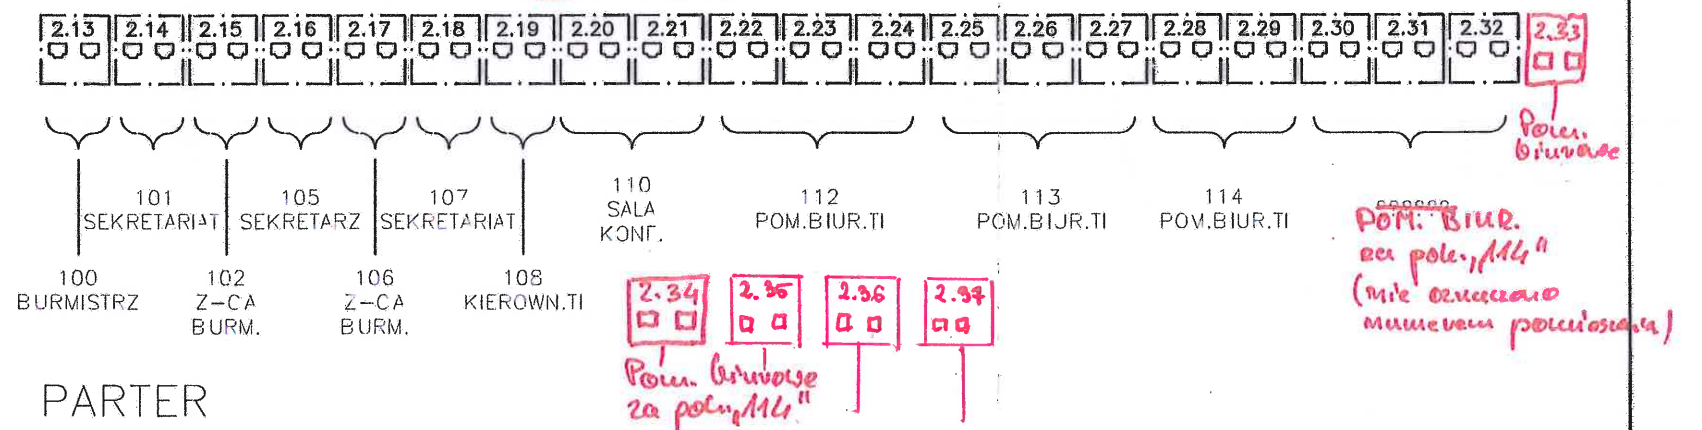 2.13 2.14 2.15 2.16 2.17 2.18 2.19 2.20 2.21 2.22 2.23 2.24 2.25 2.26 2.27 2.28 2.29 2.30 2.31 2.32 2.33
Pom.
biurowe
101
SEKRETARIAT
105
SEKRETARZ
107
SEKRETARIAT
110
SALA
KONF.
112
POM.BIUR.TI
113
POM.BIUR.TI
114
POM.BIUR.TI
POM. BIUR.
za pok. „114"
(nie oznaczono
numerem pomieszczenia)
100
BURMISTRZ
102
Z-CA
BURM.
106
Z-CA
BURM.
108
KIEROWN.TI
2.34 2.35 2.36 2.37
Pom. biurowe
za pok. „114"
PARTER